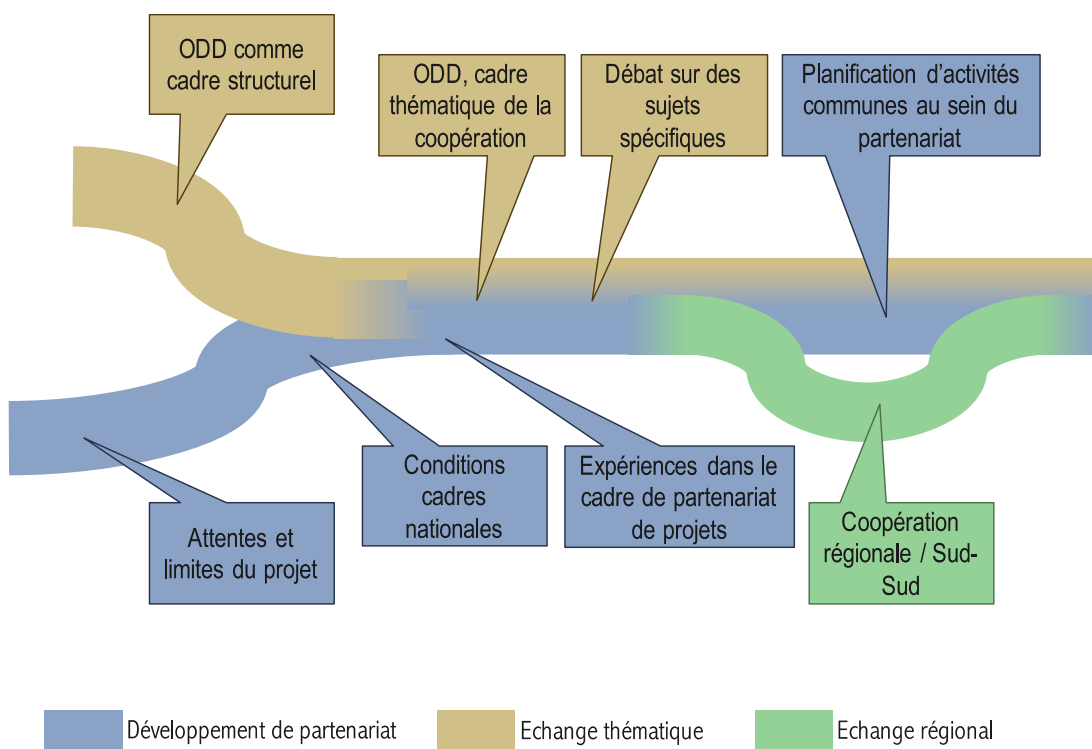 ODD comme
cadre structurel
ODD, cadre
thématique de la
coopération
Débat sur des
sujets
spécifiques
Planification d’activités
communes au sein du
partenariat
Attentes et
limites du projet
Conditions
cadres
nationales
Expériences dans le
cadre de partenariat
de projets
Coopération
régionale / Sud-
Sud
Développement de partenariat
Echange thématique
Echange régional